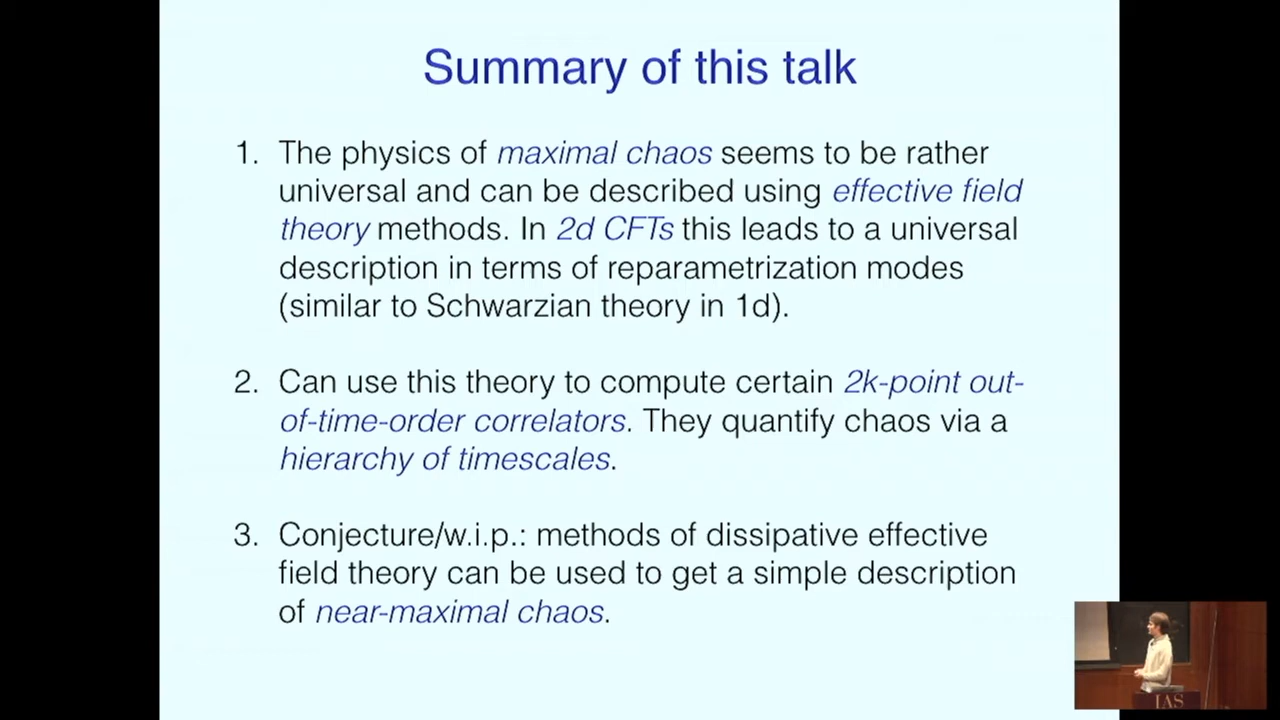 Summary of this talk
1. The physics of maximal chaos seems to be rather
universal and can be described using effective field
theory methods. In 2d CFTs this leads to a universal
description in terms of reparametrization modes
(similar to Schwarzian theory in 1d).
2. Can use this theory to compute certain 2k-point out-
of-time-order correlators. They quantify chaos via a
hierarchy of timescales.
3. Conjecture/w.i.p.: methods of dissipative effective
field theory can be used to get a simple description
of near-maximal chaos.
IAS